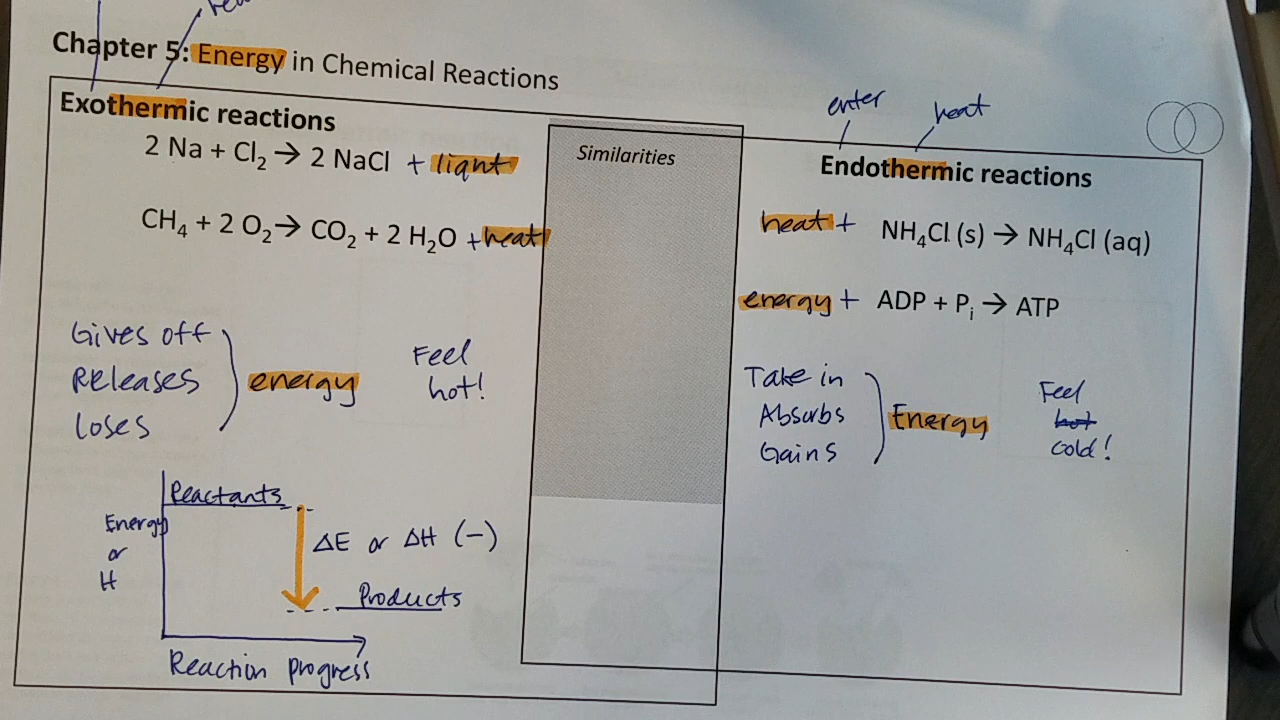 Chapter 5: Energy in Chemical Reactions
Exothermic reactions
2 Na + Cl₂ → 2 NaCl + light
CH₄ + 2 O₂ → CO₂ + 2 H₂O + heat
Gives off
Releases
loses
energy
Feel
hot!
Energy
or
H
Reactants
ΔE or ΔH (−)
Products
Reaction progress
Similarities
enter
heat
Endothermic reactions
heat + NH₄Cl (s) → NH₄Cl (aq)
energy + ADP + Pᵢ → ATP
Take in
Absorbs
Gains
Energy
Feel
hot
cold!